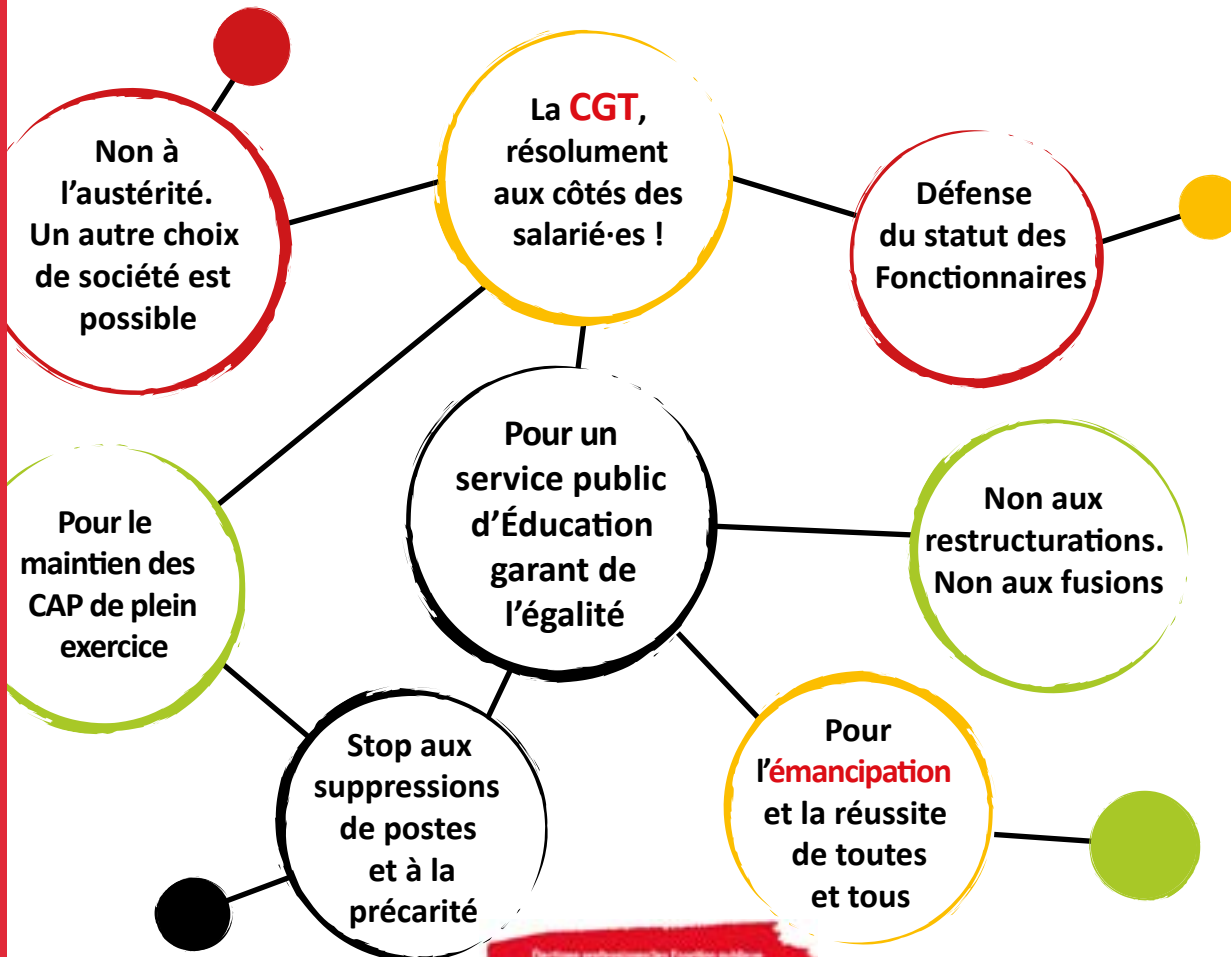 Non à
l'austérité.
Un autre choix
de société est
possible
La CGT,
résolument
aux côtés des
salarié·es !
Défense
du statut des
Fonctionnaires
Pour le
maintien des
CAP de plein
exercice
Pour un
service public
d'Éducation
garant de
l'égalité
Non aux
restructurations.
Non aux fusions
Stop aux
suppressions
de postes
et à la
précarité
Pour
l'émancipation
et la réussite
de toutes
et tous